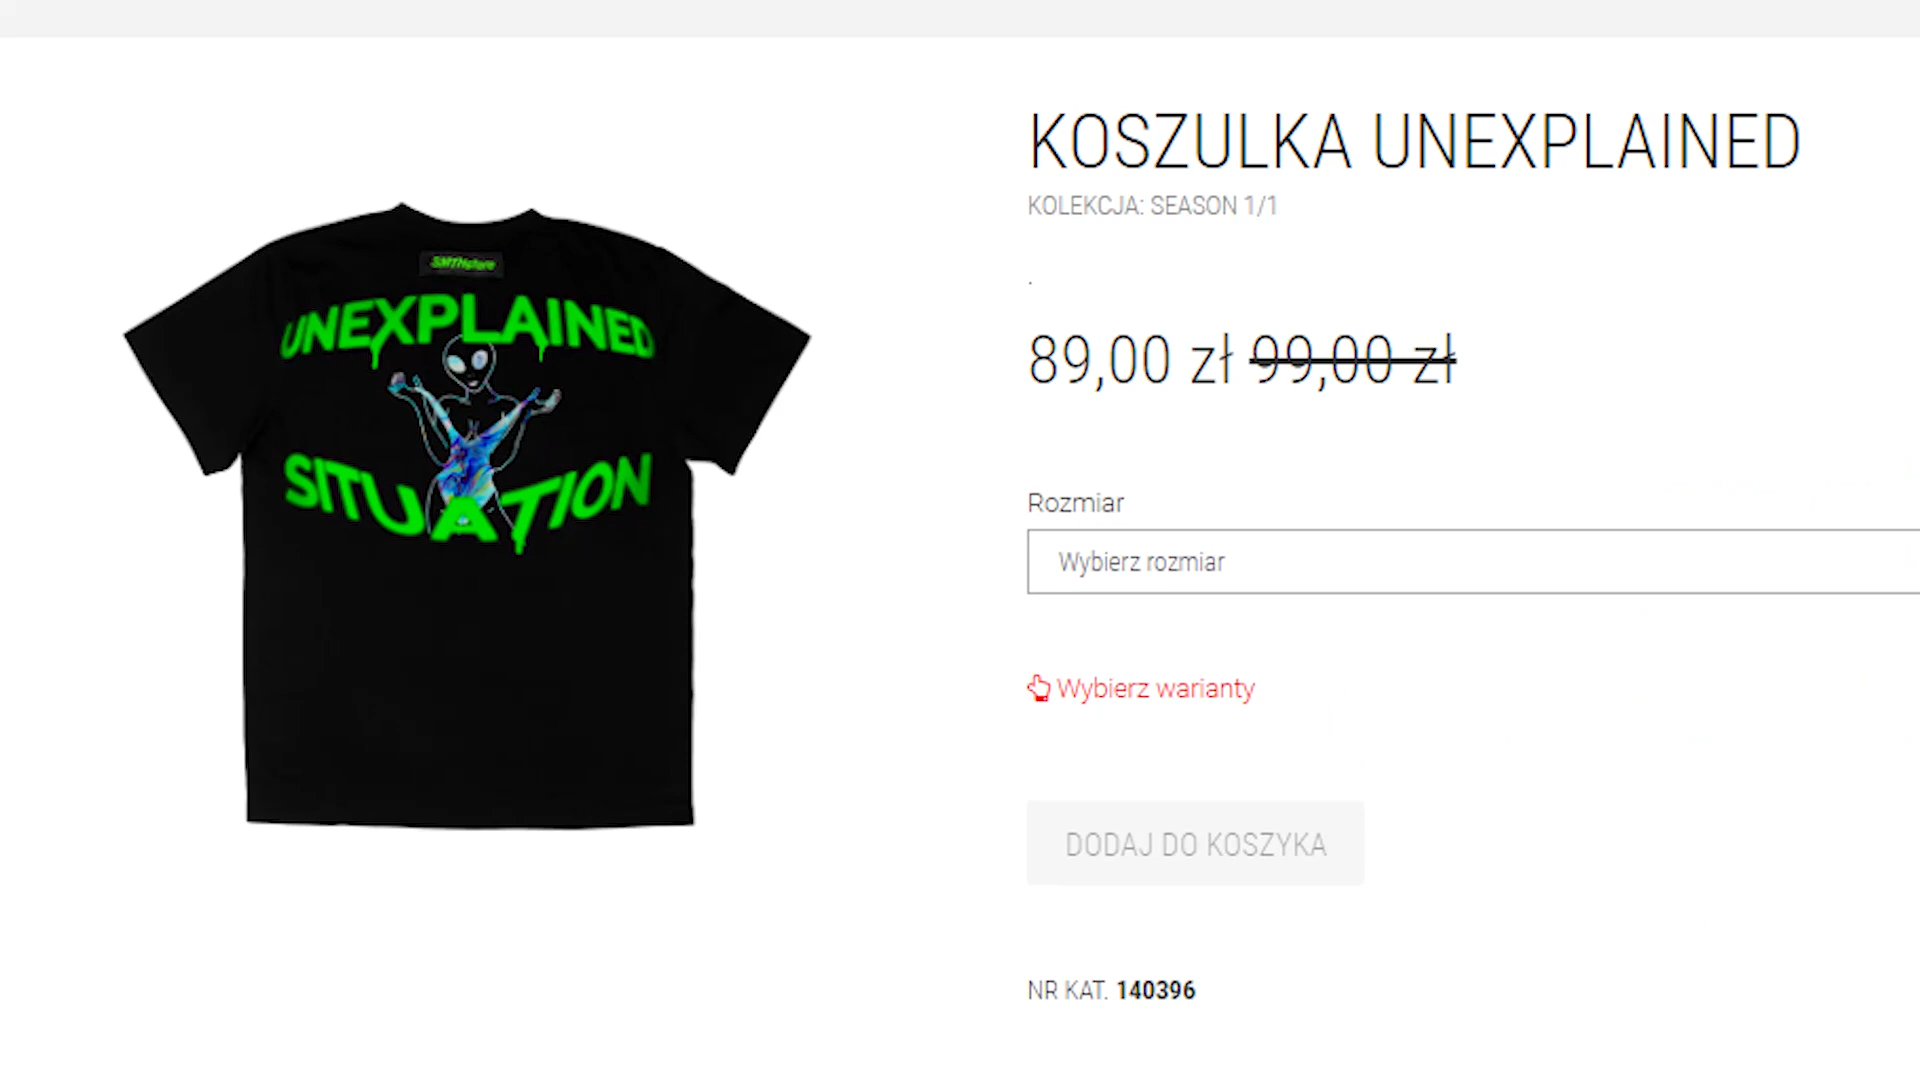 SMTHstore
UNEXPLAINED
SITUATION
KOSZULKA UNEXPLAINED
KOLEKCJA: SEASON 1/1
.
89,00 zł 99,00 zł
Rozmiar
Wybierz rozmiar
Wybierz warianty
DODAJ DO KOSZYKA
NR KAT. 140396